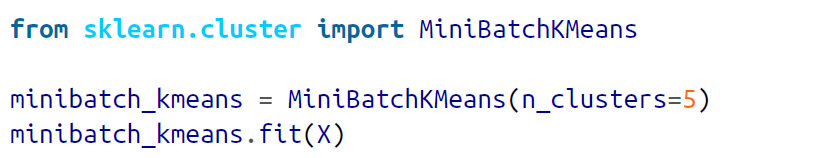 from sklearn.cluster import MiniBatchKMeans
minibatch_kmeans = MiniBatchKMeans(n_clusters=5)
minibatch_kmeans.fit(X)